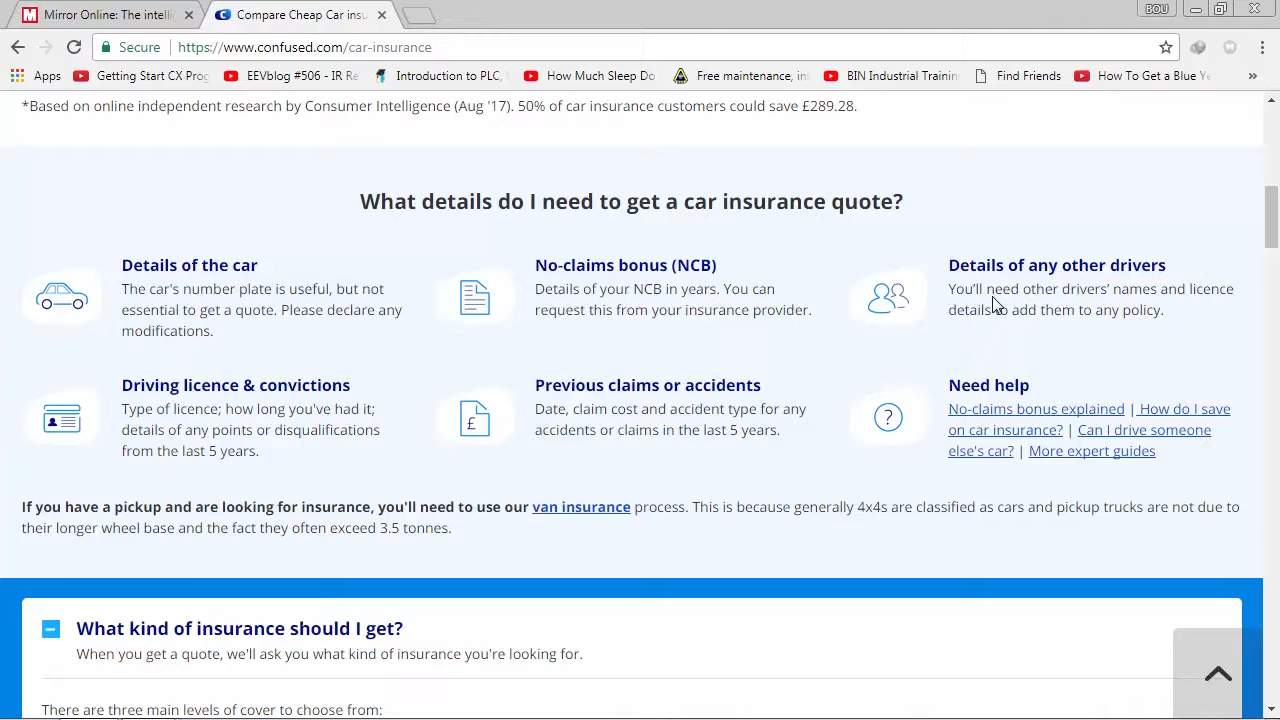 Mirror Online: The intelli
Compare Cheap Car insu
BOU
Secure
https://www.confused.com/car-insurance
Apps
Getting Start CX Prog
EEVblog #506 - IR Re
Introduction to PLC,
How Much Sleep Do
Free maintenance, in
BIN Industrial Trainin
Find Friends
How To Get a Blue
»
*Based on online independent research by Consumer Intelligence (Aug '17). 50% of car insurance customers could save £289.28.
What details do I need to get a car insurance quote?
Details of the car
The car's number plate is useful, but not
essential to get a quote. Please declare any
modifications.
No-claims bonus (NCB)
Details of your NCB in years. You can
request this from your insurance provider.
Details of any other drivers
You'll need other drivers' names and licence
details to add them to any policy.
Driving licence & convictions
Type of licence; how long you've had it;
details of any points or disqualifications
from the last 5 years.
Previous claims or accidents
Date, claim cost and accident type for any
accidents or claims in the last 5 years.
Need help
No-claims bonus explained | How do I save
on car insurance? | Can I drive someone
else's car? | More expert guides
If you have a pickup and are looking for insurance, you'll need to use our van insurance process. This is because generally 4x4s are classified as cars and pickup trucks are not due to
their longer wheel base and the fact they often exceed 3.5 tonnes.
What kind of insurance should I get?
When you get a quote, we'll ask you what kind of insurance you're looking for.
There are three main levels of cover to choose from: